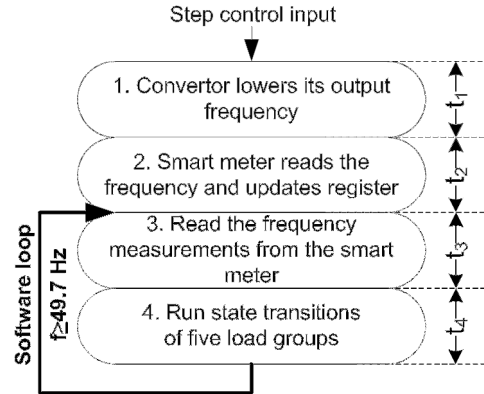 Step control input
1. Convertor lowers its output
frequency
t1
2. Smart meter reads the
frequency and updates register
t2
3. Read the frequency
measurements from the smart
meter
t3
4. Run state transitions
of five load groups
t4
Software loop
f≥49.7 Hz